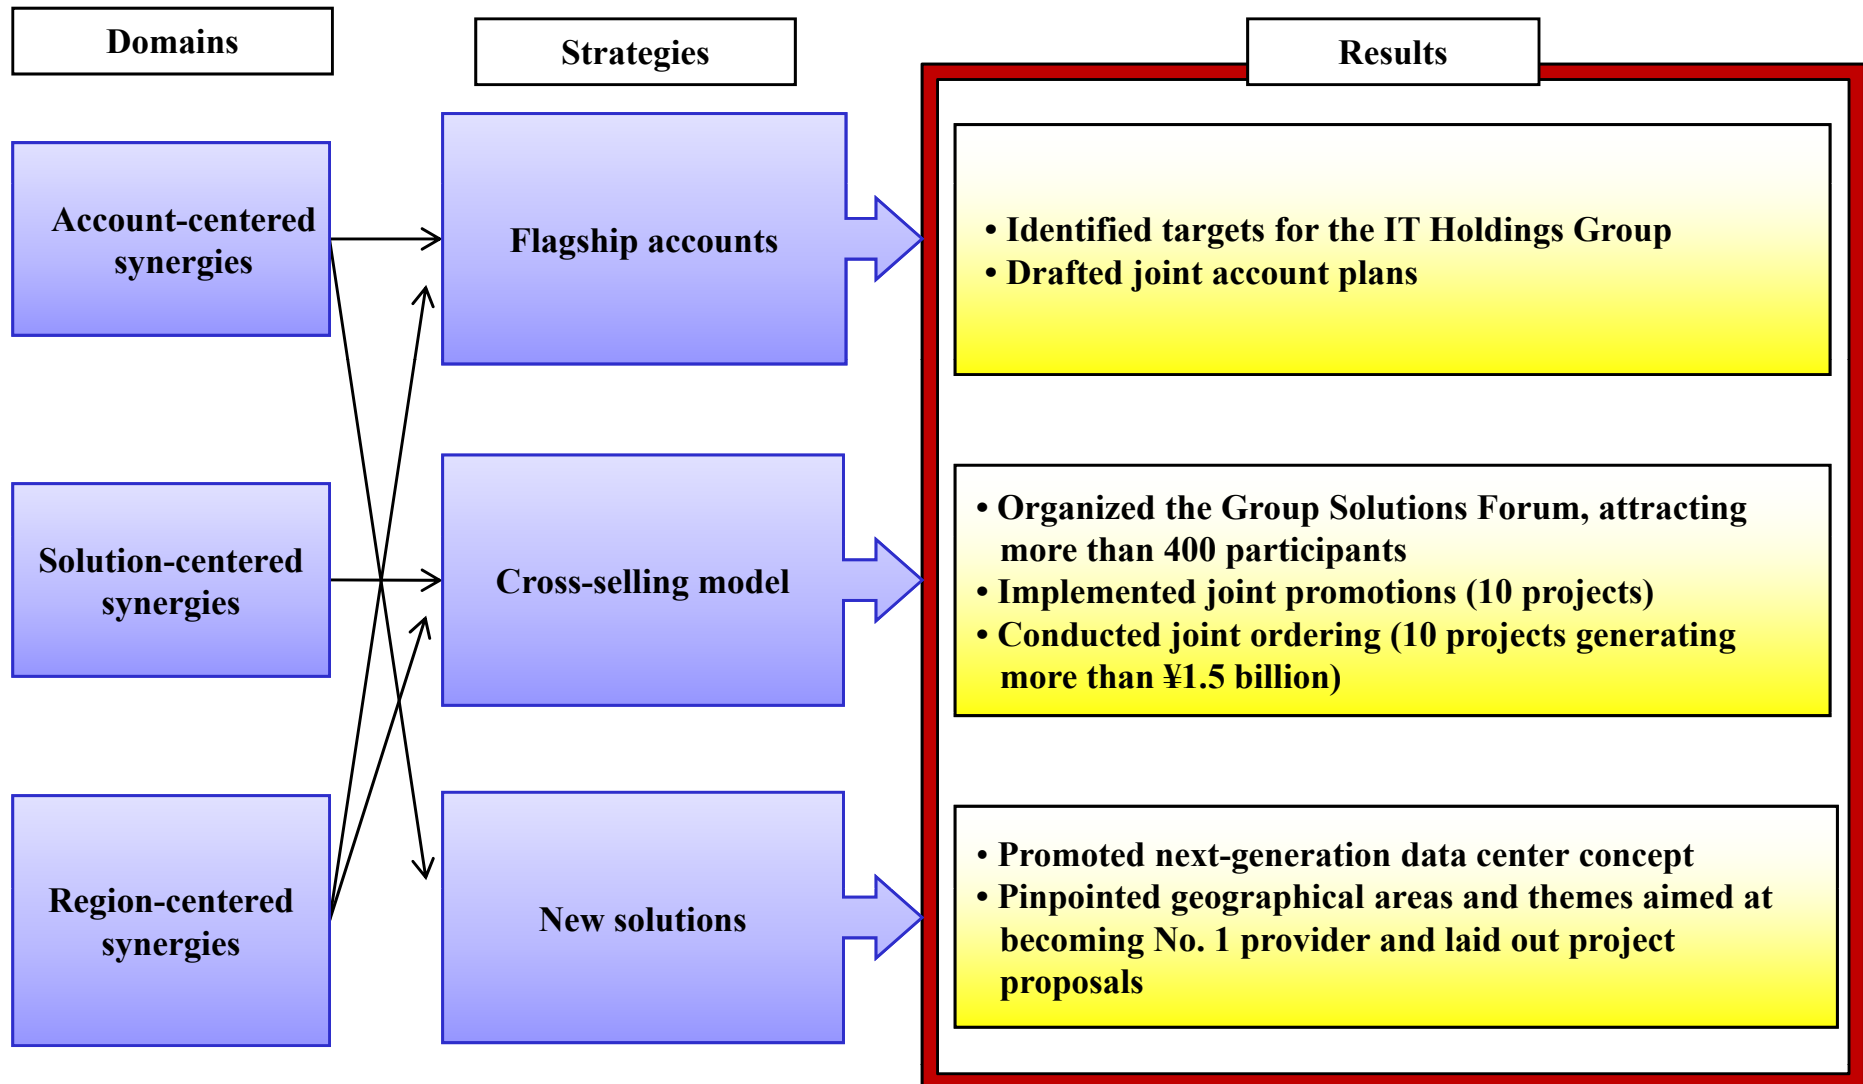 Domains
Strategies
Results
Account-centered
synergies
Flagship accounts
• Identified targets for the IT Holdings Group
• Drafted joint account plans
Solution-centered
synergies
Cross-selling model
• Organized the Group Solutions Forum, attracting
more than 400 participants
• Implemented joint promotions (10 projects)
• Conducted joint ordering (10 projects generating
more than ¥1.5 billion)
Region-centered
synergies
New solutions
• Promoted next-generation data center concept
• Pinpointed geographical areas and themes aimed at
becoming No. 1 provider and laid out project
proposals